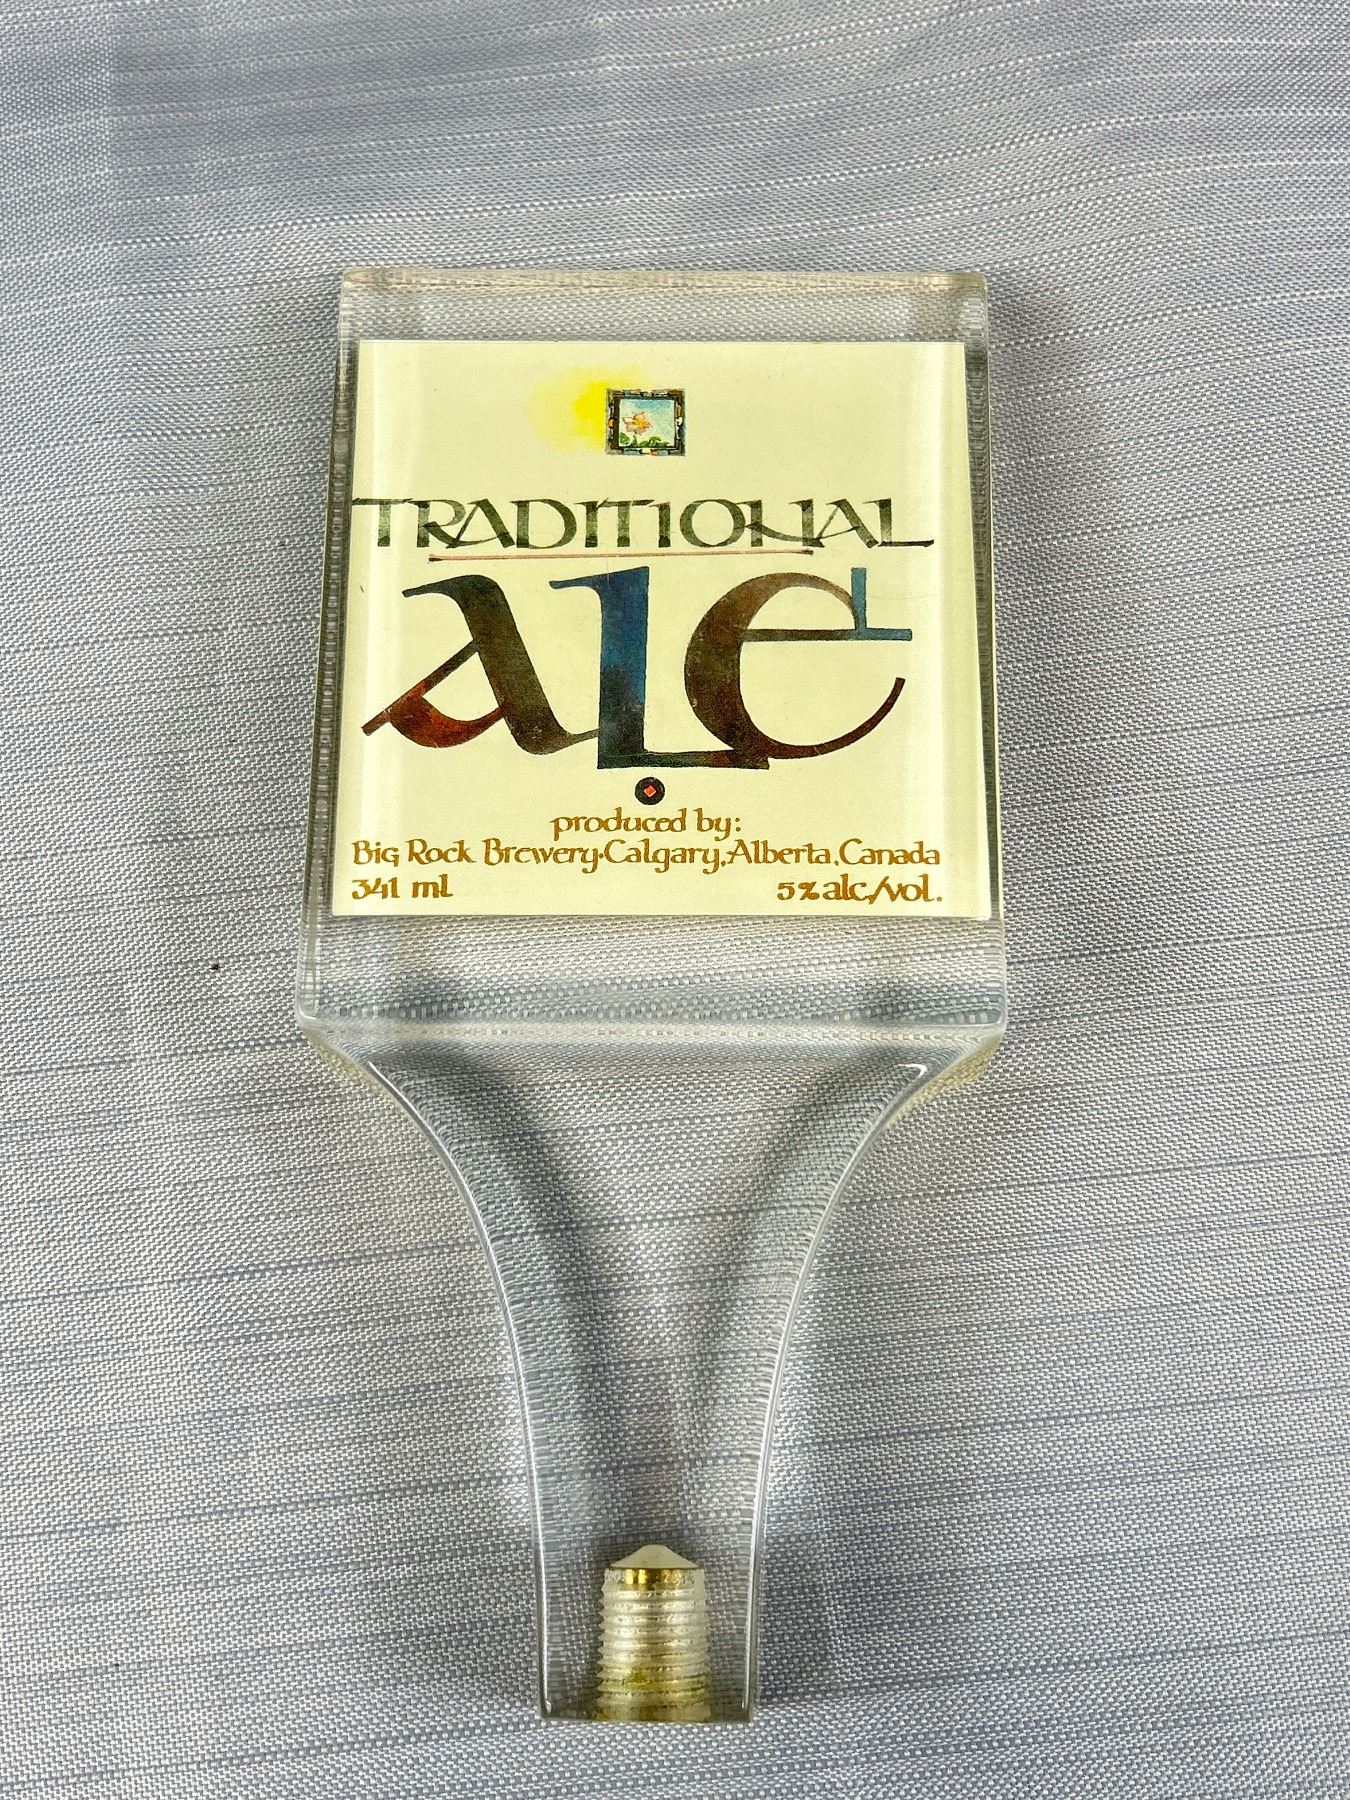 TRADITIONAL
ALE
produced by:
Big Rock Brewery·Calgary, Alberta, Canada
341 ml 5% alc/vol.